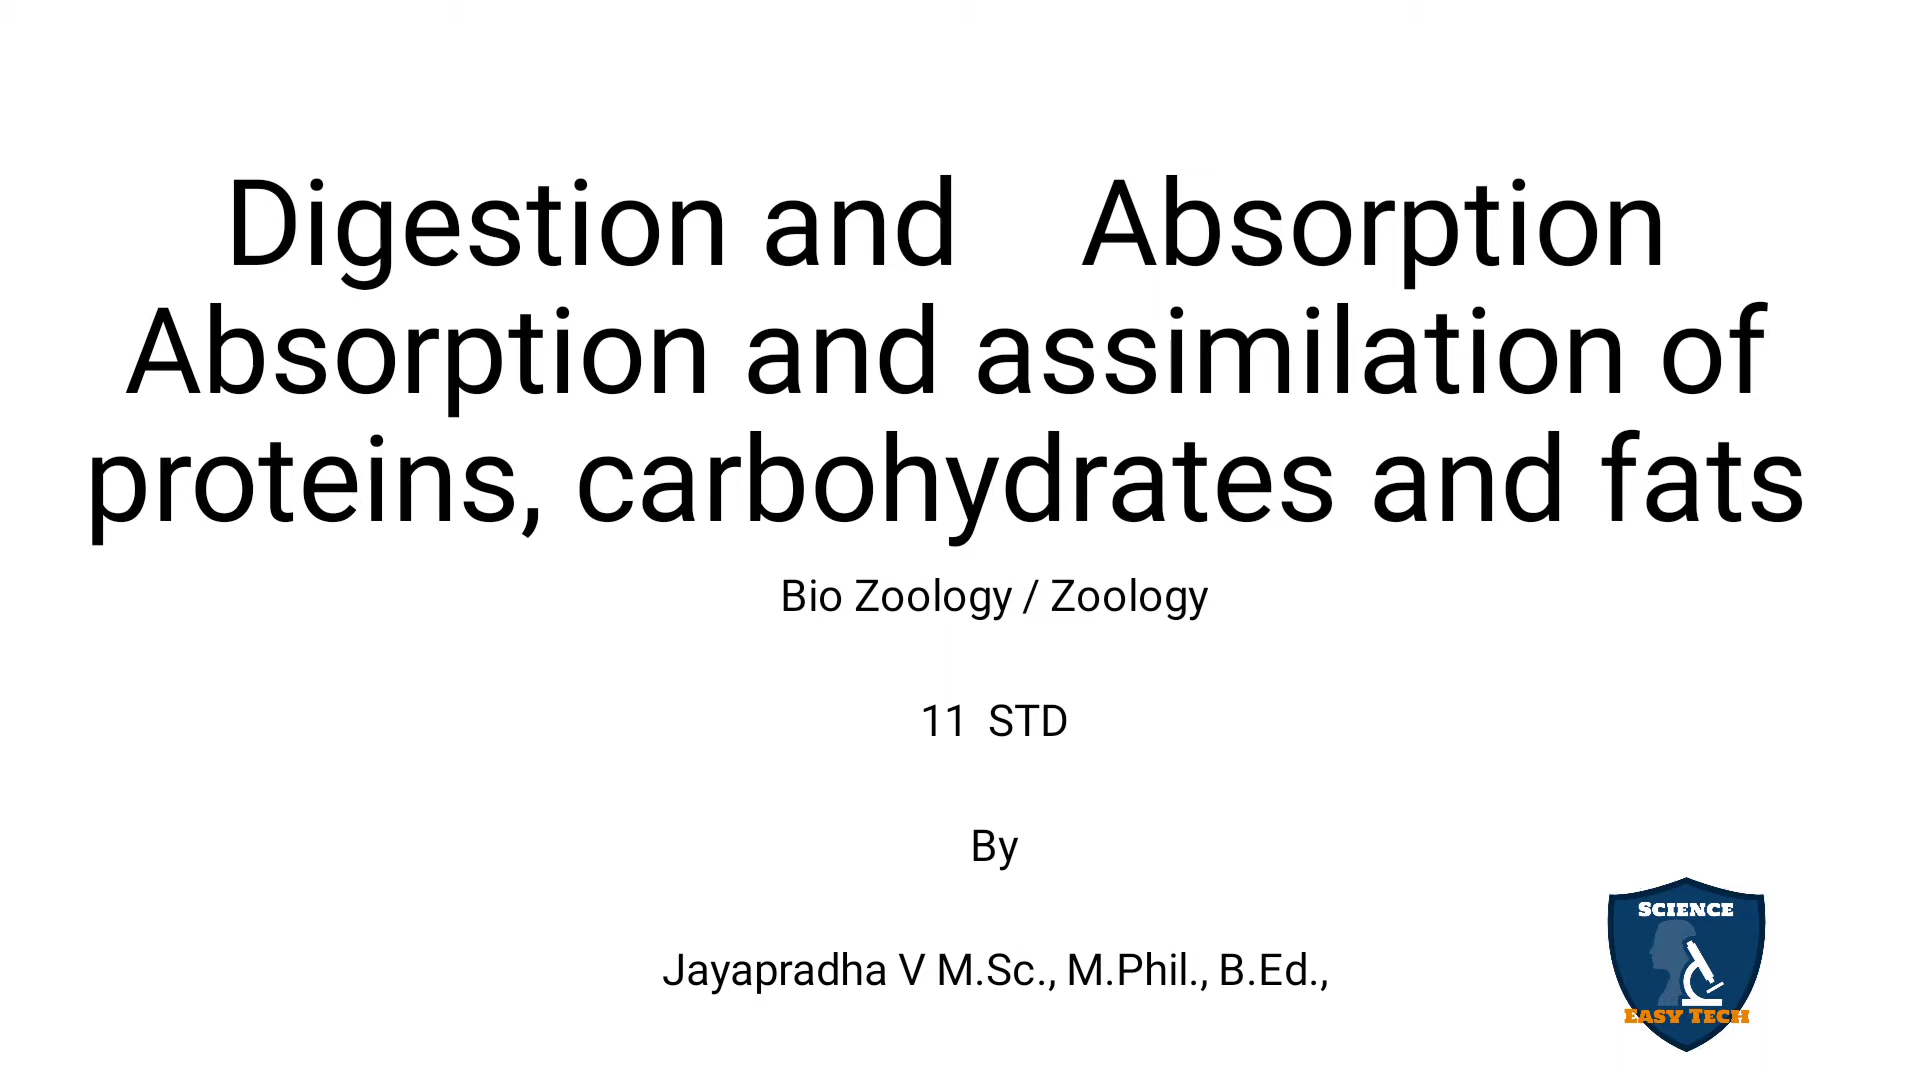 Digestion and Absorption
Absorption and assimilation of
proteins, carbohydrates and fats
Bio Zoology / Zoology
11 STD
By
Jayapradha V M.Sc., M.Phil., B.Ed.,
SCIENCE
EASY TECH